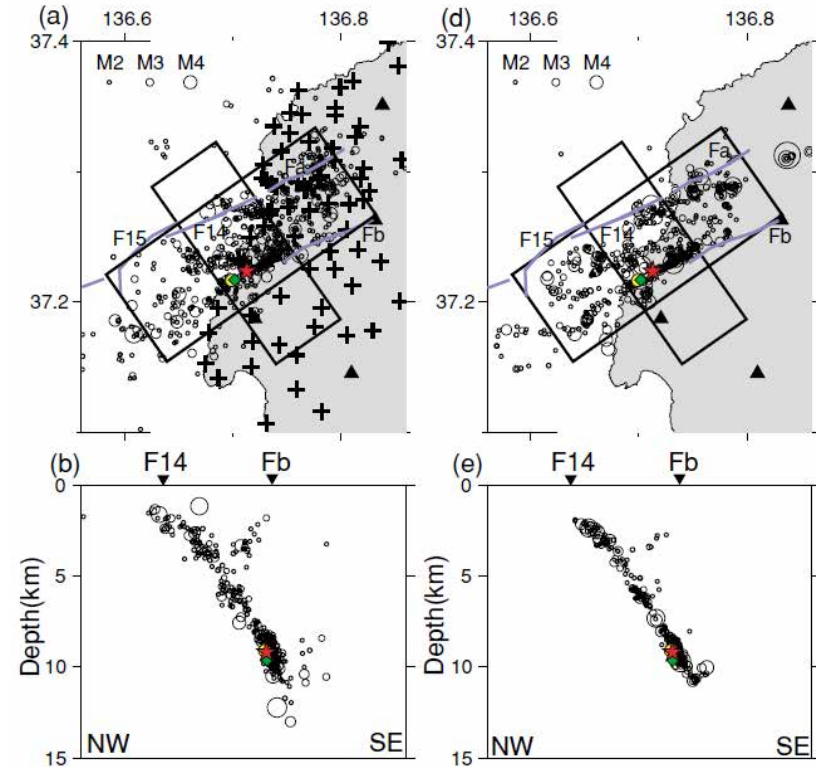 136.6 136.8 136.6 136.8
(a) (d)
37.4 37.4
M2 M3 M4 M2 M3 M4
Fa Fa
F15 F14 Fb F15 F14 Fb
37.2 37.2
(b) F14 Fb (e) F14 Fb
0 0
5 5
Depth(km) Depth(km)
10 10
NW SE NW SE
15 15